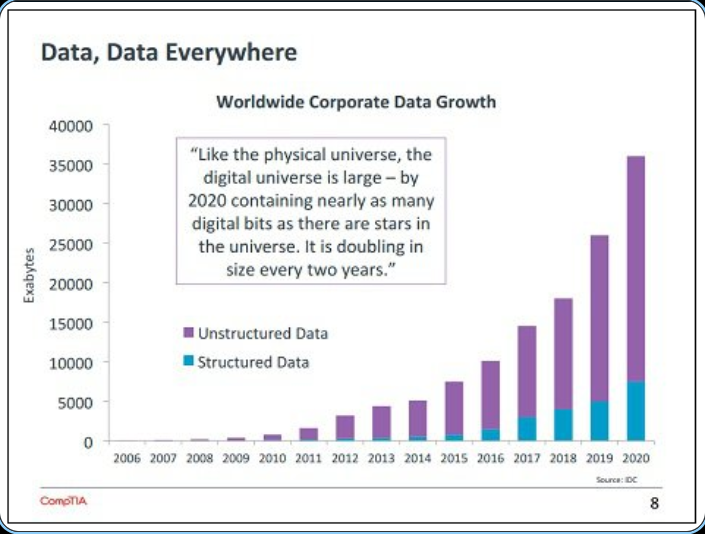 Data, Data Everywhere
Worldwide Corporate Data Growth
40000
35000
30000
25000
20000
15000
10000
5000
0
Exabytes
“Like the physical universe, the
digital universe is large – by
2020 containing nearly as many
digital bits as there are stars in
the universe. It is doubling in
size every two years.”
Unstructured Data
Structured Data
2006 2007 2008 2009 2010 2011 2012 2013 2014 2015 2016 2017 2018 2019 2020
Source: IDC
CompTIA
8